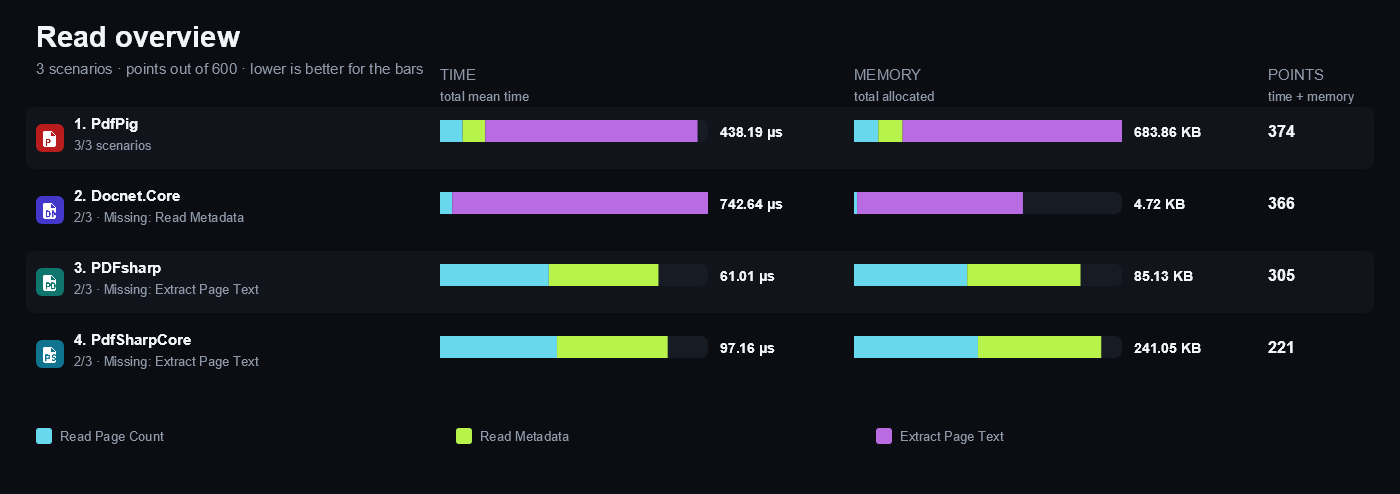 Read overview
3 scenarios · points out of 600 · lower is better for the bars
TIME
total mean time
MEMORY
total allocated
POINTS
time + memory
P
1. PdfPig
3/3 scenarios
438.19 µs
683.86 KB
374
DN
2. Docnet.Core
2/3 · Missing: Read Metadata
742.64 µs
4.72 KB
366
PD
3. PDFsharp
2/3 · Missing: Extract Page Text
61.01 µs
85.13 KB
305
PS
4. PdfSharpCore
2/3 · Missing: Extract Page Text
97.16 µs
241.05 KB
221
Read Page Count
Read Metadata
Extract Page Text